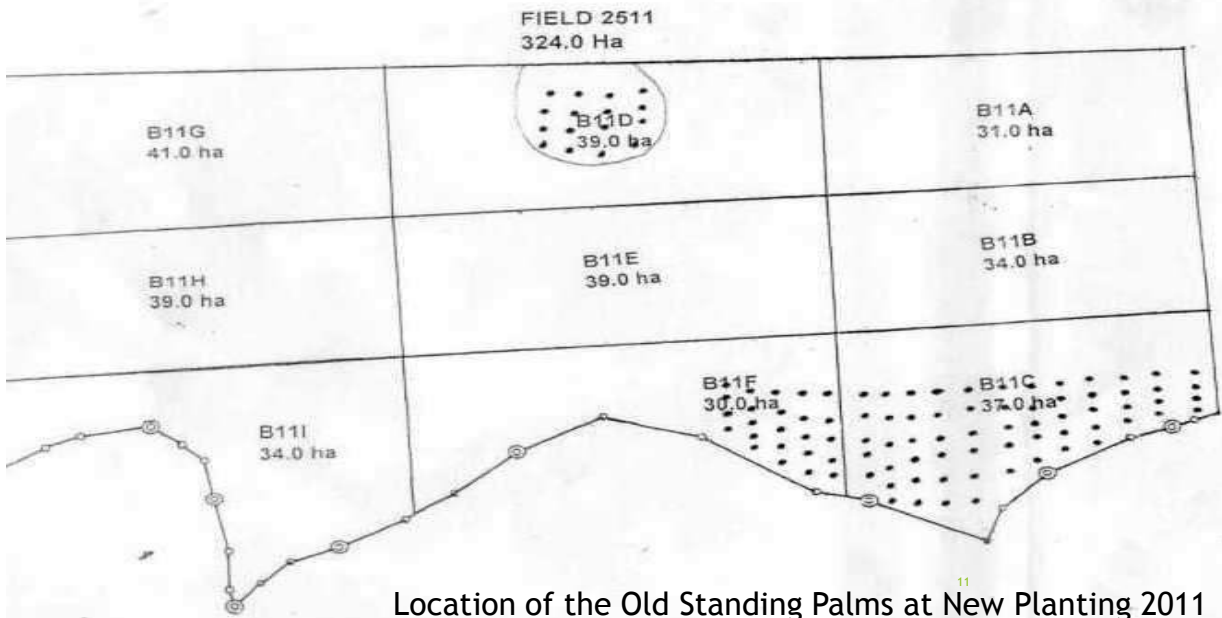 FIELD 2511
324.0 Ha
B11G
41.0 ha
B11D
39.0 ha
B11A
31.0 ha
B11H
39.0 ha
B11E
39.0 ha
B11B
34.0 ha
B11I
34.0 ha
B11F
30.0 ha
B11C
37.0 ha
11
Location of the Old Standing Palms at New Planting 2011